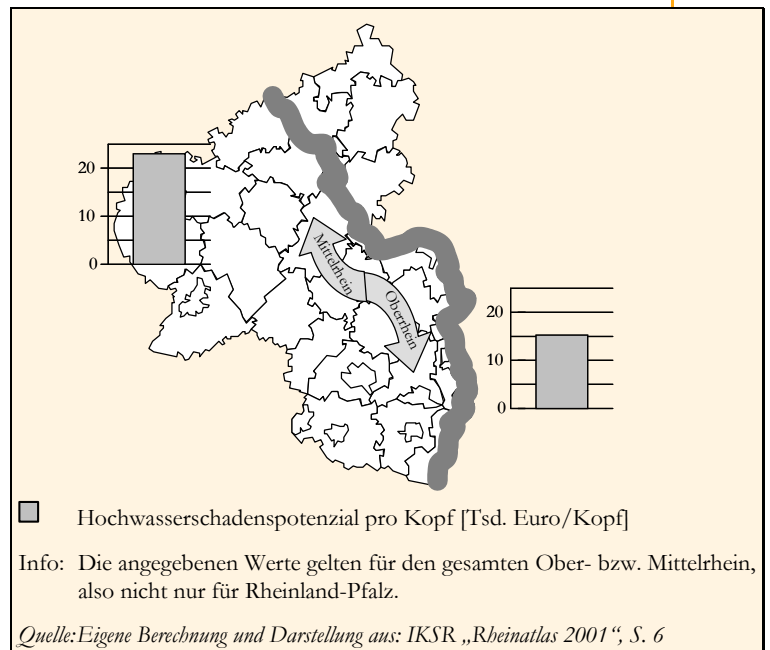 20
10
0
Mittelrhein
Oberrhein
20
10
0
Hochwasserschadenspotenzial pro Kopf [Tsd. Euro/Kopf]
Info: Die angegebenen Werte gelten für den gesamten Ober- bzw. Mittelrhein,
also nicht nur für Rheinland-Pfalz.
Quelle:Eigene Berechnung und Darstellung aus: IKSR „Rheinatlas 2001“, S. 6